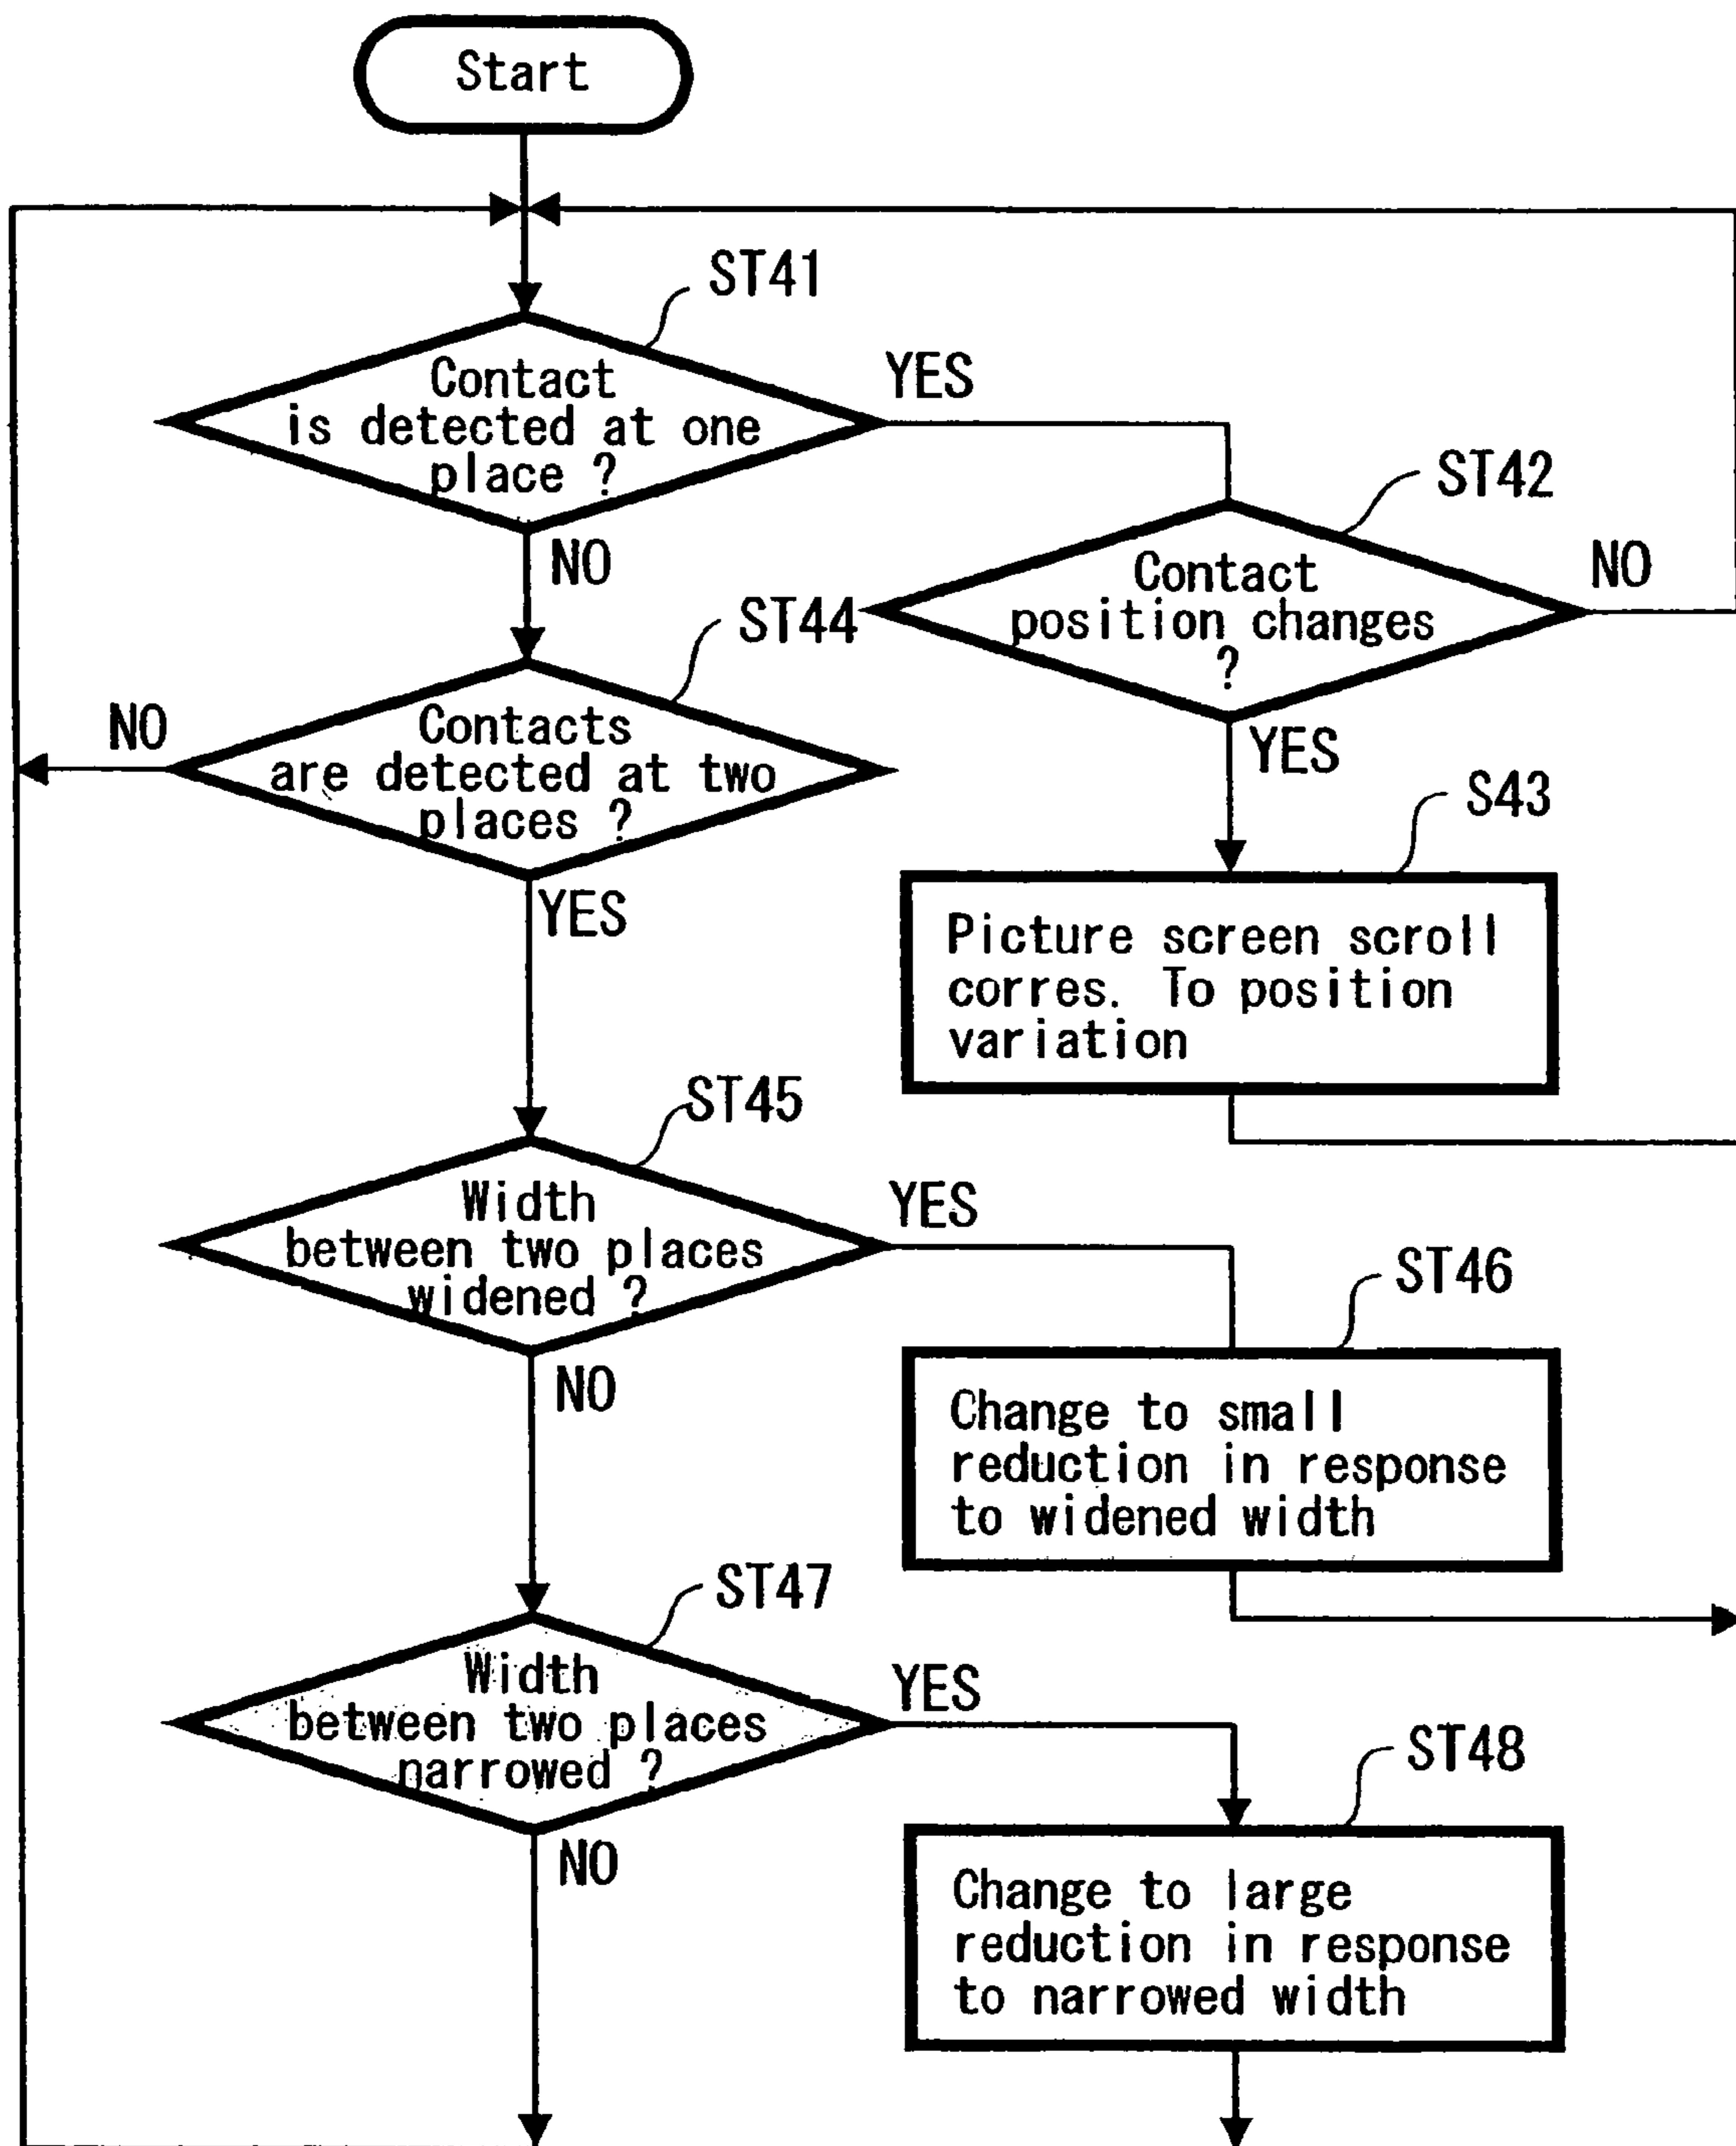 Start
ST41
Contact
is detected at one
place ?
YES
NO
ST42
Contact
position changes
?
NO
YES
ST44
Contacts
are detected at two
places ?
NO
YES
S43
Picture screen scroll
corres. To position
variation
ST45
Width
between two places
widened ?
YES
NO
ST46
Change to small
reduction in response
to widened width
ST47
Width
between two places
narrowed ?
YES
NO
ST48
Change to large
reduction in response
to narrowed width